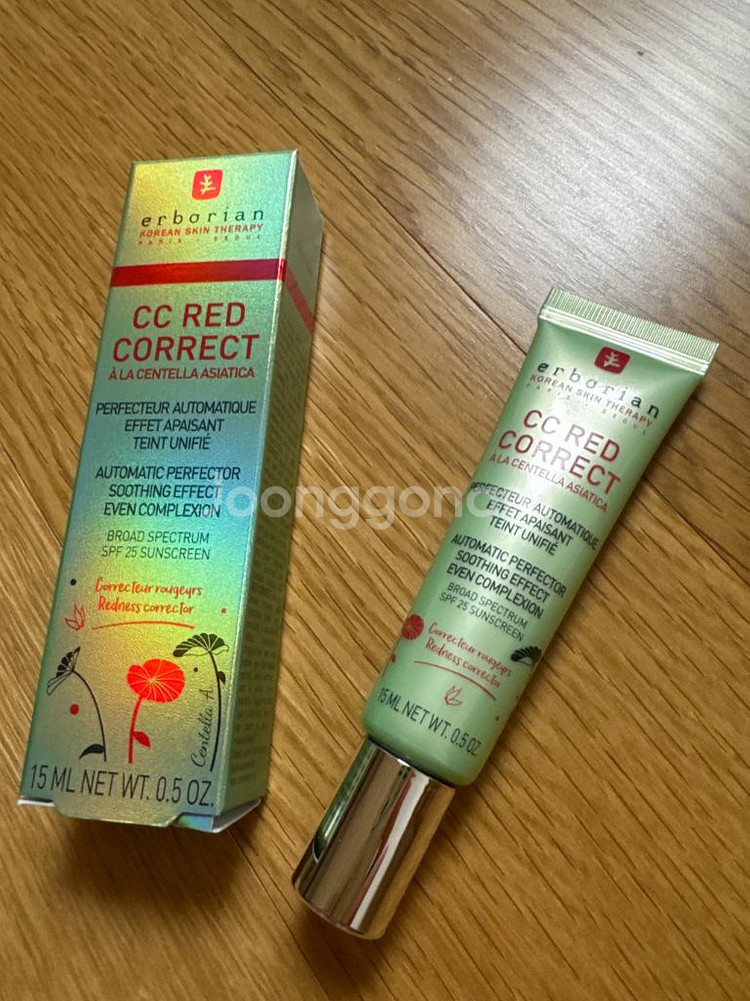 erborian
KOREAN SKIN THERAPY
PARIS - SEOUL
CC RED
CORRECT
À LA CENTELLA ASIATICA
PERFECTEUR AUTOMATIQUE
EFFET APAISANT
TEINT UNIFIÉ
AUTOMATIC PERFECTOR
SOOTHING EFFECT
EVEN COMPLEXION
BROAD SPECTRUM
SPF 25 SUNSCREEN
Correcteur rougeurs
Redness corrector
Centella A.
15 ML NET WT. 0.5 OZ.
erborian
KOREAN SKIN THERAPY
PARIS - SEOUL
CC RED
CORRECT
À LA CENTELLA ASIATICA
PERFECTEUR AUTOMATIQUE
EFFET APAISANT
TEINT UNIFIÉ
AUTOMATIC PERFECTOR
SOOTHING EFFECT
EVEN COMPLEXION
BROAD SPECTRUM
SPF 25 SUNSCREEN
Correcteur rougeurs
Redness corrector
15 ML NET WT. 0.5 OZ.
joonggonara